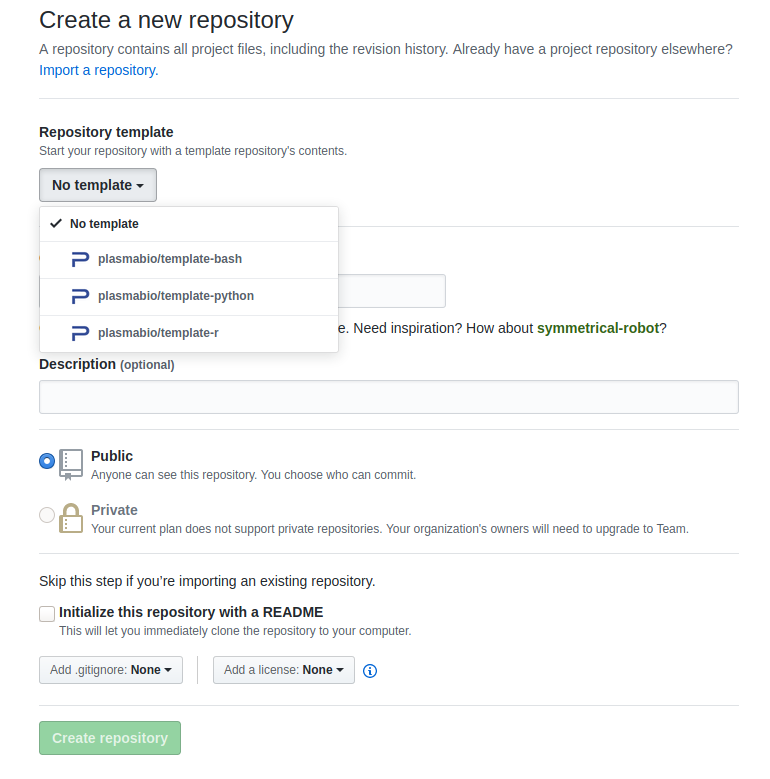 Create a new repository
A repository contains all project files, including the revision history. Already have a project repository elsewhere?
Import a repository.
Repository template
Start your repository with a template repository's contents.
No template
No template
plasmabio/template-bash
plasmabio/template-python
plasmabio/template-r
e. Need inspiration? How about symmetrical-robot?
Description (optional)
Public
Anyone can see this repository. You choose who can commit.
Private
Your current plan does not support private repositories. Your organization's owners will need to upgrade to Team.
Skip this step if you’re importing an existing repository.
Initialize this repository with a README
This will let you immediately clone the repository to your computer.
Add .gitignore: None Add a license: None
Create repository